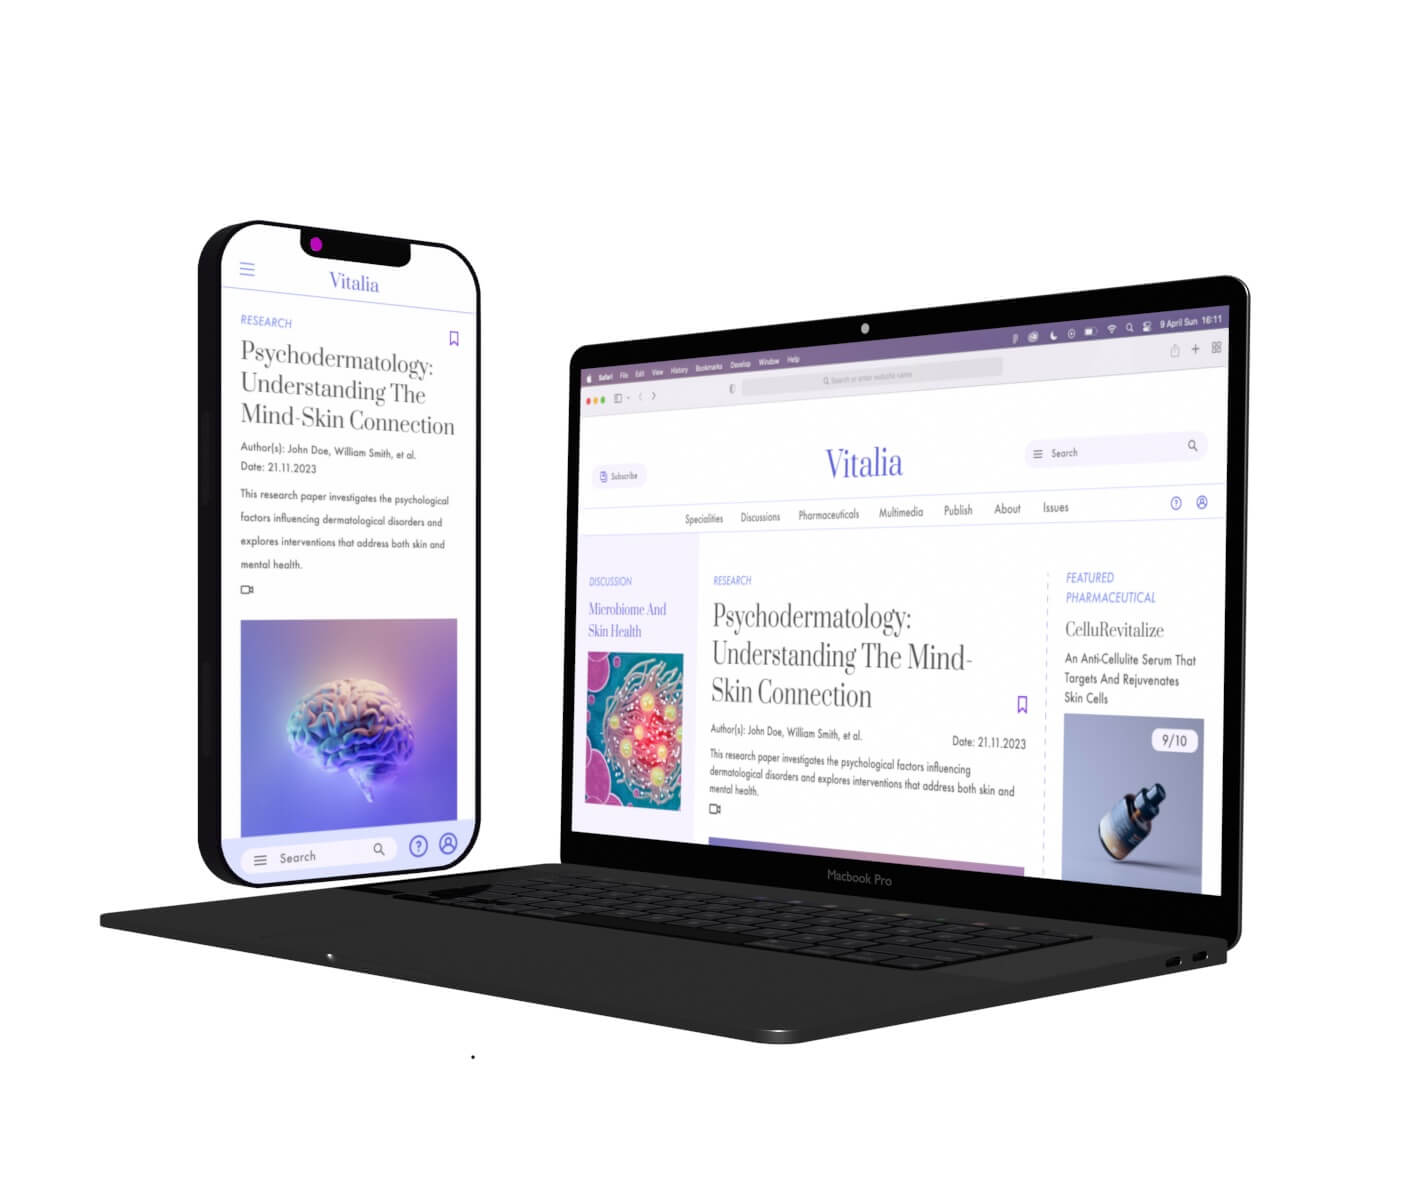 Vitalia
RESEARCH
Psychodermatology:
Understanding The
Mind-Skin Connection
Author(s): John Doe, William Smith, et al.
Date: 21.11.2023
This research paper investigates the psychological
factors influencing dermatological disorders and
explores interventions that address both skin and
mental health.
Search
Safari File Edit View History Bookmarks Develop Window Help
9 April Sun 16:11
Search or enter website name
Subscribe
Vitalia
Search
Specialities Discussions Pharmaceuticals Multimedia Publish About Issues
DISCUSSION
Microbiome And
Skin Health
RESEARCH
Psychodermatology:
Understanding The Mind-
Skin Connection
Author(s): John Doe, William Smith, et al.
Date: 21.11.2023
This research paper investigates the psychological factors influencing
dermatological disorders and explores interventions that address both skin and
mental health.
FEATURED
PHARMACEUTICAL
CelluRevitalize
An Anti-Cellulite Serum That
Targets And Rejuvenates
Skin Cells
9/10
Macbook Pro